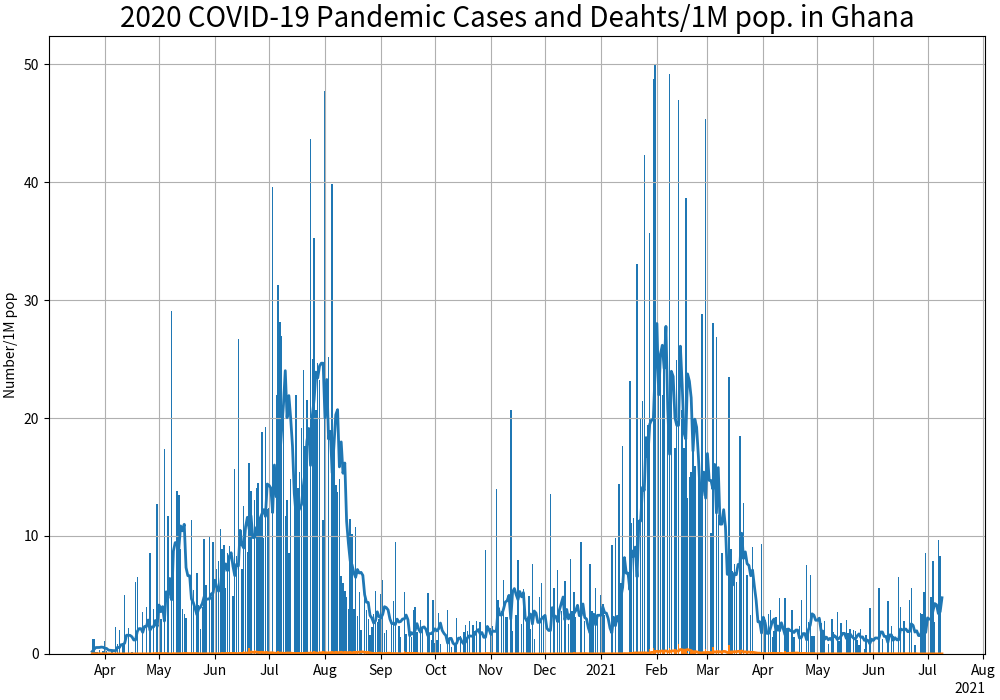 2020 COVID-19 Pandemic Cases and Deahts/1M pop. in Ghana
Number/1M pop
50
40
30
20
10
0
Apr May Jun Jul Aug Sep Oct Nov Dec 2021 Feb Mar Apr May Jun Jul Aug
2021